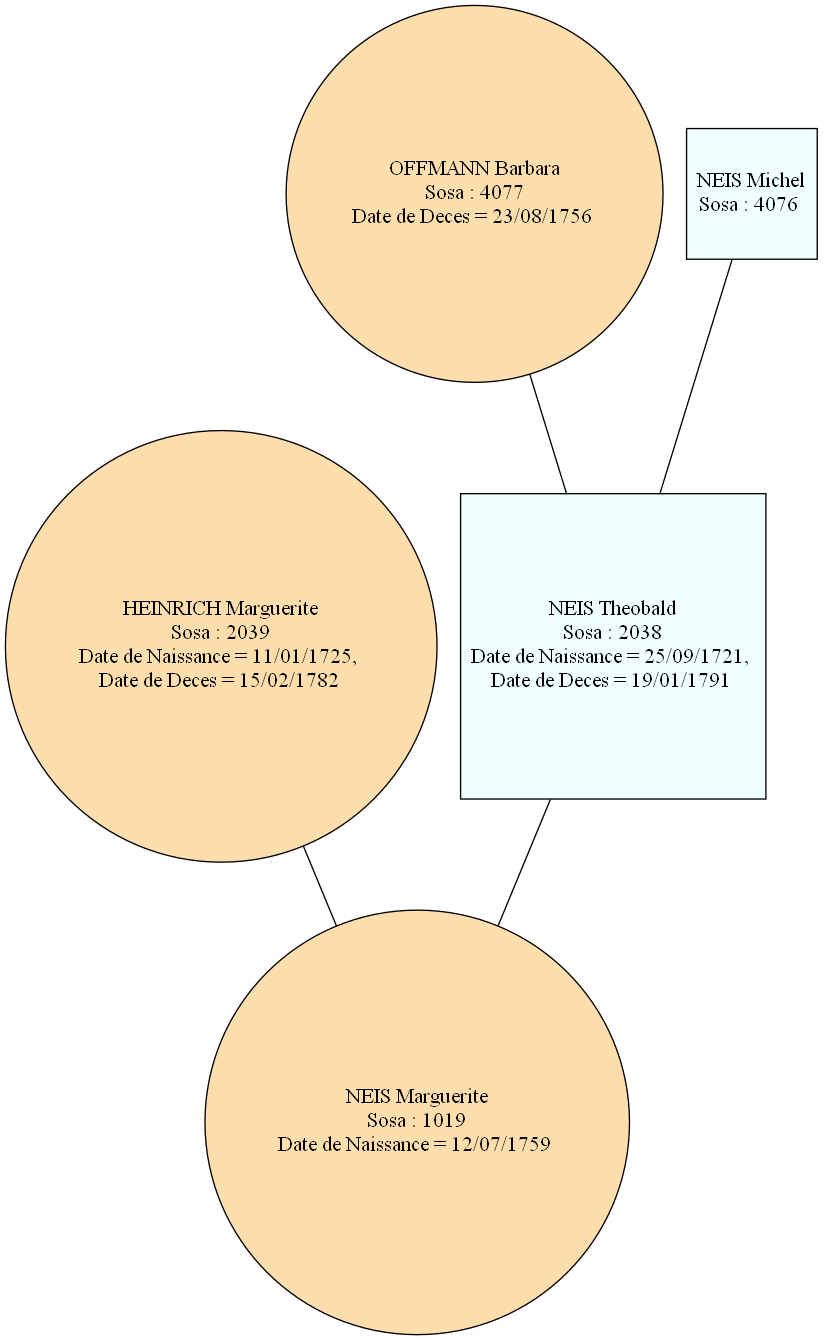 OFFMANN Barbara
Sosa : 4077
Date de Deces = 23/08/1756
NEIS Michel
Sosa : 4076
HEINRICH Marguerite
Sosa : 2039
Date de Naissance = 11/01/1725,
Date de Deces = 15/02/1782
NEIS Theobald
Sosa : 2038
Date de Naissance = 25/09/1721,
Date de Deces = 19/01/1791
NEIS Marguerite
Sosa : 1019
Date de Naissance = 12/07/1759